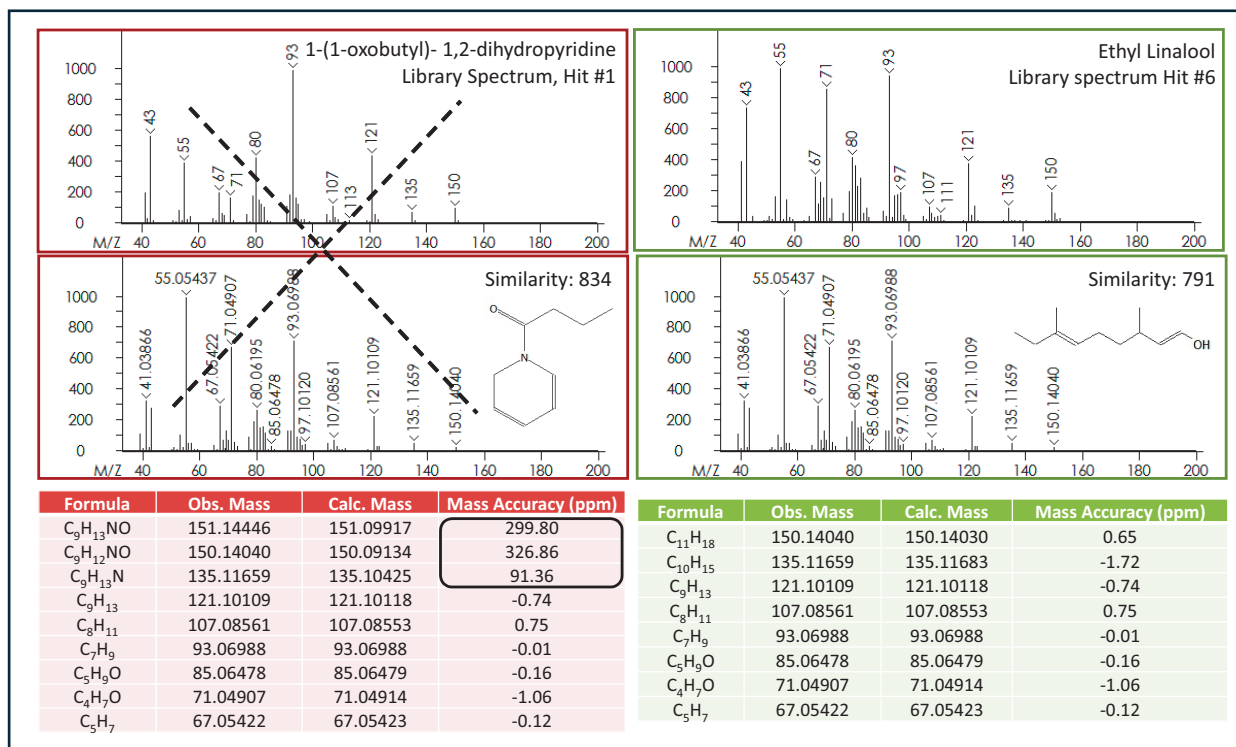 1-(1-oxobutyl)- 1,2-dihydropyridine
Library Spectrum, Hit #1
1000
800
600
400
200
0
43
55
67
71
80
93
107
113
121
135
150
M/Z 40 60 80 100 120 140 160 180 200
Similarity: 834
1000
800
600
400
200
0
41.03866
55.05437
67.05422
71.04907
80.06195
85.06478
93.06988
97.10120
107.08561
121.10109
135.11659
150.14040
O
N
M/Z 40 60 80 100 120 140 160 180 200
Ethyl Linalool
Library spectrum Hit #6
1000
800
600
400
200
0
43
55
67
71
80
93
97
107
111
121
135
150
M/Z 40 60 80 100 120 140 160 180 200
Similarity: 791
1000
800
600
400
200
0
41.03866
55.05437
67.05422
71.04907
80.06195
85.06478
93.06988
97.10120
107.08561
121.10109
135.11659
150.14040
OH
M/Z 40 60 80 100 120 140 160 180 200
Formula Obs. Mass Calc. Mass Mass Accuracy (ppm)
C₉H₁₃NO 151.14446 151.09917 299.80
C₉H₁₂NO 150.14040 150.09134 326.86
C₉H₁₃N 135.11659 135.10425 91.36
C₉H₁₃ 121.10109 121.10118 -0.74
C₈H₁₁ 107.08561 107.08553 0.75
C₇H₉ 93.06988 93.06988 -0.01
C₅H₉O 85.06478 85.06479 -0.16
C₄H₇O 71.04907 71.04914 -1.06
C₅H₇ 67.05422 67.05423 -0.12
Formula Obs. Mass Calc. Mass Mass Accuracy (ppm)
C₁₁H₁₈ 150.14040 150.14030 0.65
C₁₀H₁₅ 135.11659 135.11683 -1.72
C₉H₁₃ 121.10109 121.10118 -0.74
C₈H₁₁ 107.08561 107.08553 0.75
C₇H₉ 93.06988 93.06988 -0.01
C₅H₉O 85.06478 85.06479 -0.16
C₄H₇O 71.04907 71.04914 -1.06
C₅H₇ 67.05422 67.05423 -0.12